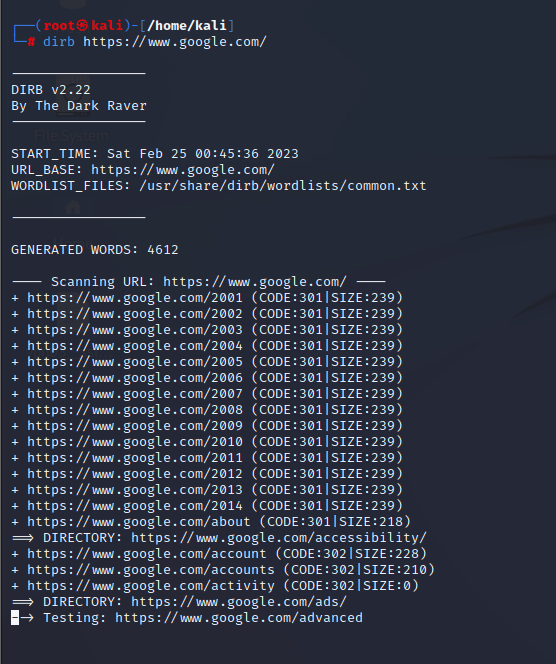 ┌──(root㉿kali)-[/home/kali]
└─# dirb https://www.google.com/
-----------------
DIRB v2.22
By The Dark Raver
-----------------
START_TIME: Sat Feb 25 00:45:36 2023
URL_BASE: https://www.google.com/
WORDLIST_FILES: /usr/share/dirb/wordlists/common.txt
-----------------
GENERATED WORDS: 4612
---- Scanning URL: https://www.google.com/ ----
+ https://www.google.com/2001 (CODE:301|SIZE:239)
+ https://www.google.com/2002 (CODE:301|SIZE:239)
+ https://www.google.com/2003 (CODE:301|SIZE:239)
+ https://www.google.com/2004 (CODE:301|SIZE:239)
+ https://www.google.com/2005 (CODE:301|SIZE:239)
+ https://www.google.com/2006 (CODE:301|SIZE:239)
+ https://www.google.com/2007 (CODE:301|SIZE:239)
+ https://www.google.com/2008 (CODE:301|SIZE:239)
+ https://www.google.com/2009 (CODE:301|SIZE:239)
+ https://www.google.com/2010 (CODE:301|SIZE:239)
+ https://www.google.com/2011 (CODE:301|SIZE:239)
+ https://www.google.com/2012 (CODE:301|SIZE:239)
+ https://www.google.com/2013 (CODE:301|SIZE:239)
+ https://www.google.com/2014 (CODE:301|SIZE:239)
+ https://www.google.com/about (CODE:301|SIZE:218)
==> DIRECTORY: https://www.google.com/accessibility/
+ https://www.google.com/account (CODE:302|SIZE:228)
+ https://www.google.com/accounts (CODE:302|SIZE:210)
+ https://www.google.com/activity (CODE:302|SIZE:0)
==> DIRECTORY: https://www.google.com/ads/
--> Testing: https://www.google.com/advanced